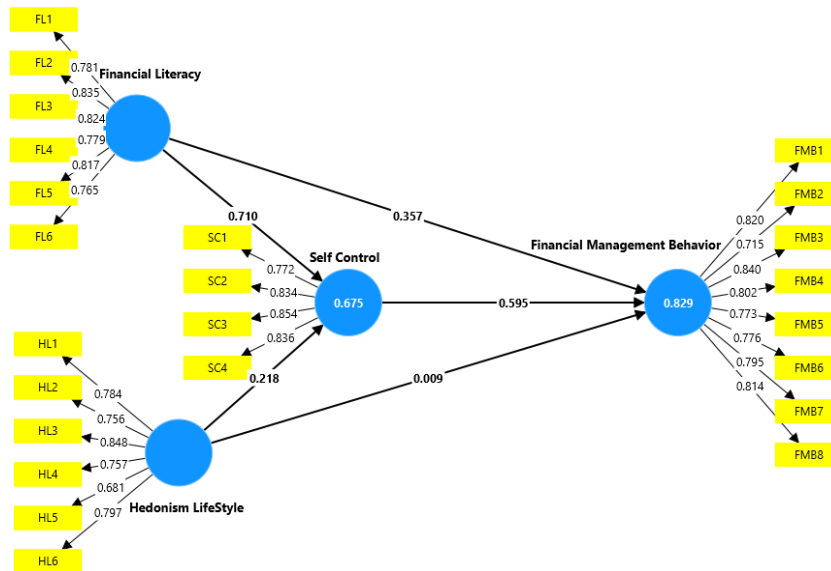 FL1
FL2
FL3
FL4
FL5
FL6
0.781
0.835
0.824
0.779
0.817
0.765
Financial Literacy
0.710
0.357
SC1
SC2
SC3
SC4
0.772
0.834
0.854
0.836
Self Control
0.675
0.595
0.218
0.009
HL1
HL2
HL3
HL4
HL5
HL6
0.784
0.756
0.848
0.757
0.681
0.797
Hedonism LifeStyle
Financial Management Behavior
0.829
0.820
0.715
0.840
0.802
0.773
0.776
0.795
0.814
FMB1
FMB2
FMB3
FMB4
FMB5
FMB6
FMB7
FMB8